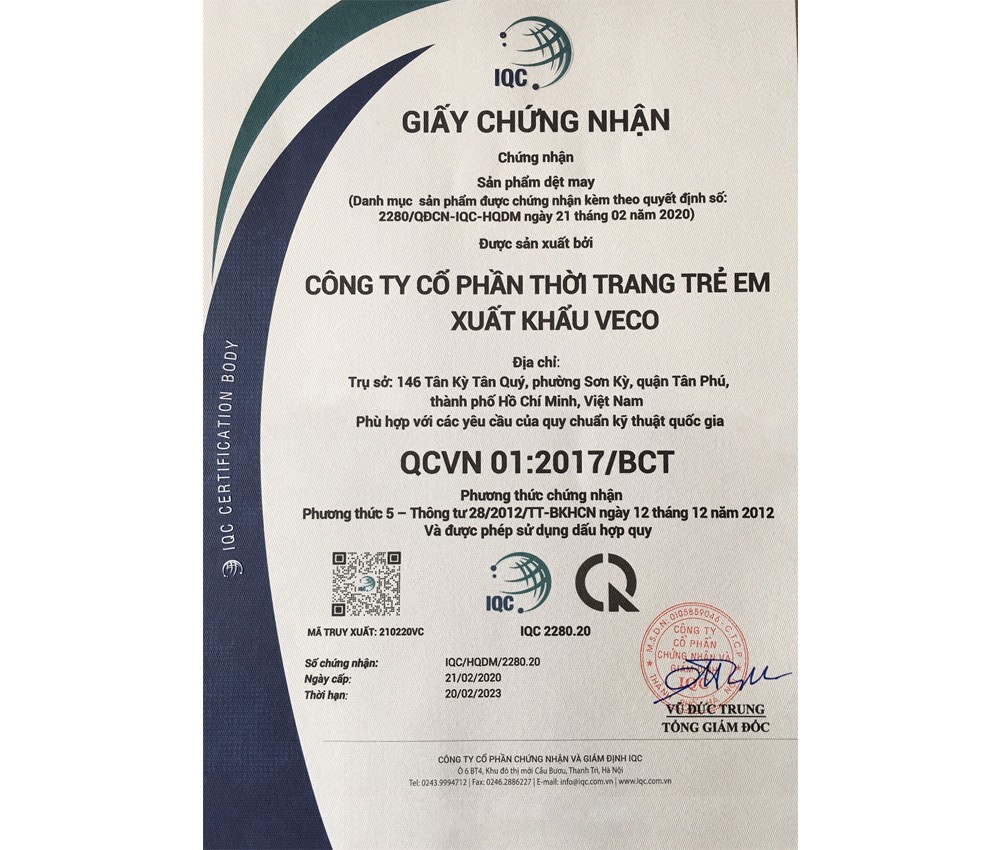 IQC
GIẤY CHỨNG NHẬN
Chứng nhận
Sản phẩm dệt may
(Danh mục sản phẩm được chứng nhận kèm theo quyết định số:
2280/QĐCN-IQC-HQDM ngày 21 tháng 02 năm 2020)
Được sản xuất bởi
CÔNG TY CỔ PHẦN THỜI TRANG TRẺ EM
XUẤT KHẨU VECO
Địa chỉ:
Trụ sở: 146 Tân Kỳ Tân Quý, phường Sơn Kỳ, quận Tân Phú,
thành phố Hồ Chí Minh, Việt Nam
Phù hợp với các yêu cầu của quy chuẩn kỹ thuật quốc gia
QCVN 01:2017/BCT
Phương thức chứng nhận
Phương thức 5 – Thông tư 28/2012/TT-BKHCN ngày 12 tháng 12 năm 2012
Và được phép sử dụng dấu hợp quy
IQC CERTIFICATION BODY
IQC
MÃ TRUY XUẤT: 210220VC
IQC 2280.20
Số chứng nhận: IQC/HQDM/2280.20
Ngày cấp: 21/02/2020
Thời hạn: 20/02/2023
M.S.D.N: 0105859046 - C.T.C.P
CÔNG TY
CỔ PHẦN
CHỨNG NHẬN VÀ
IQC
VŨ ĐỨC TRUNG
TỔNG GIÁM ĐỐC
CÔNG TY CỔ PHẦN CHỨNG NHẬN VÀ GIÁM ĐỊNH IQC
Ô 6 BT4, Khu đô thị mới Cầu Bươu, Thanh Trì, Hà Nội
Tel: 0243.9994712 | Fax: 0246.2886227 | E-mail: info@iqc.com.vn | www.iqc.com.vn